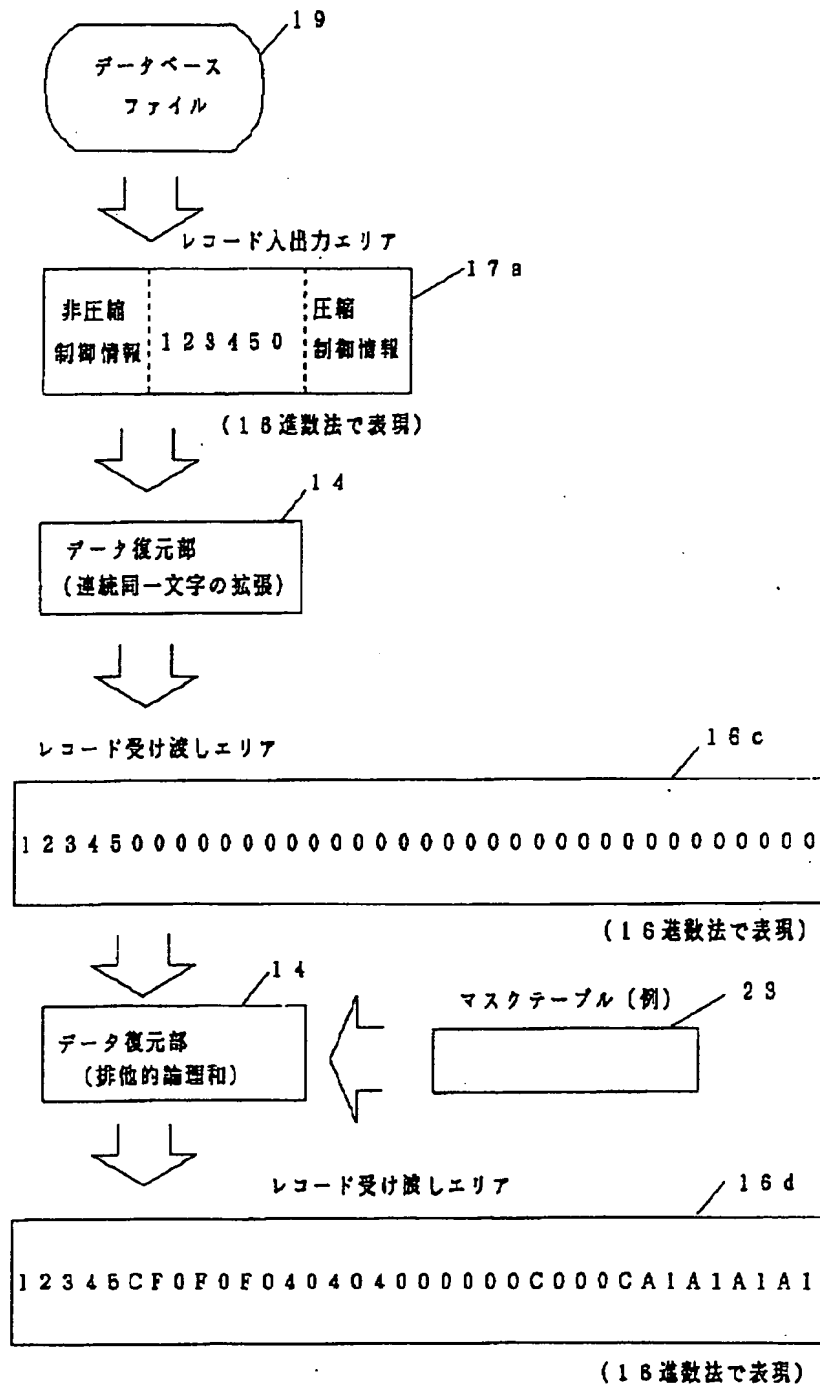 19
データベース
ファイル
レコード入出力エリア
17a
非圧縮
制御情報
123450
圧縮
制御情報
(16進数法で表現)
14
データ復元部
(連続同一文字の拡張)
レコード受け渡しエリア
16c
123450000000000000000000000000000000
(16進数法で表現)
14
データ復元部
(排他的論理和)
マスクテーブル(例)
23
レコード受け渡しエリア
16d
12345CF0F0F040404000000C000CA1A1A1A1
(16進数法で表現)